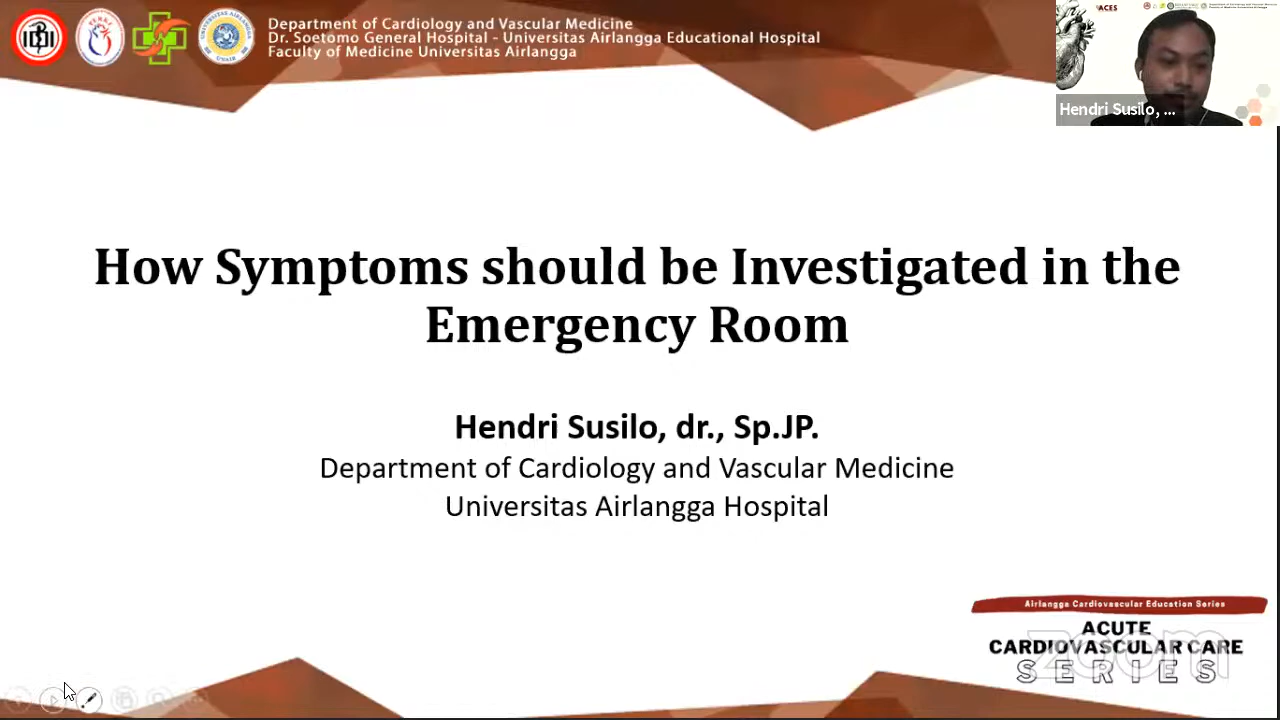 Department of Cardiology and Vascular Medicine
Dr. Soetomo General Hospital - Universitas Airlangga Educational Hospital
Faculty of Medicine Universitas Airlangga
ACES
Hendri Susilo, ...
How Symptoms should be Investigated in the
Emergency Room
Hendri Susilo, dr., Sp.JP.
Department of Cardiology and Vascular Medicine
Universitas Airlangga Hospital
Airlangga Cardiovascular Education Series
ACUTE
CARDIOVASCULAR CARE
SERIES
zoom